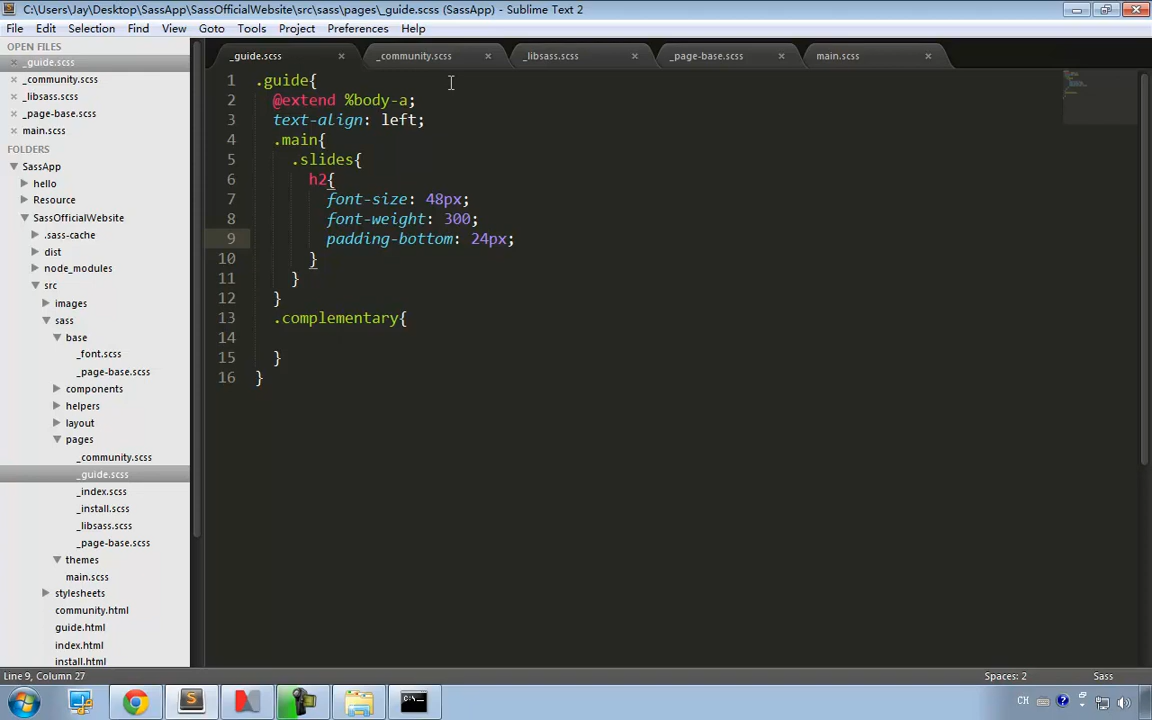 C:\Users\Jay\Desktop\SassApp\SassOfficialWebsite\src\sass\pages\_guide.scss (SassApp) - Sublime Text 2
File Edit Selection Find View Goto Tools Project Preferences Help
OPEN FILES
_guide.scss
_community.scss
_libsass.scss
_page-base.scss
main.scss
FOLDERS
SassApp
hello
Resource
SassOfficialWebsite
.sass-cache
dist
node_modules
src
images
sass
base
_font.scss
_page-base.scss
components
helpers
layout
pages
_community.scss
_guide.scss
_index.scss
_install.scss
_libsass.scss
_page-base.scss
themes
main.scss
stylesheets
community.html
guide.html
index.html
install.html
_guide.scss _community.scss _libsass.scss _page-base.scss main.scss
1 .guide{
2 @extend %body-a;
3 text-align: left;
4 .main{
5 .slides{
6 h2{
7 font-size: 48px;
8 font-weight: 300;
9 padding-bottom: 24px;
10 }
11 }
12 }
13 .complementary{
14
15 }
16 }
Line 9, Column 27 Spaces: 2 Sass
CH